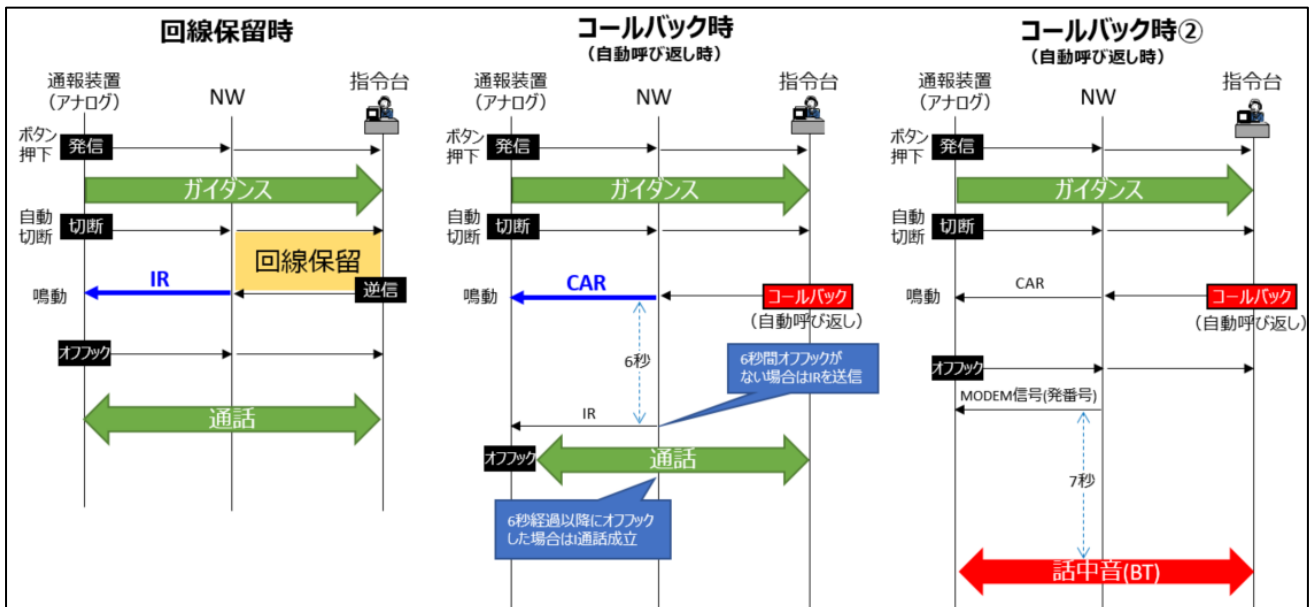 回線保留時
通報装置
(アナログ)
NW
指令台
ボタン
押下
発信
ガイダンス
自動
切断
切断
回線保留
IR
逆信
鳴動
オフフック
通話
コールバック時
(自動呼び返し時)
通報装置
(アナログ)
NW
指令台
ボタン
押下
発信
ガイダンス
自動
切断
切断
CAR
コールバック
(自動呼び返し)
鳴動
6秒
6秒間オフフックが
ない場合はIRを送信
IR
オフフック
通話
6秒経過以降にオフフック
した場合はI通話成立
コールバック時②
(自動呼び返し時)
通報装置
(アナログ)
NW
指令台
ボタン
押下
発信
ガイダンス
自動
切断
切断
CAR
コールバック
(自動呼び返し)
鳴動
オフフック
MODEM信号(発番号)
7秒
話中音(BT)